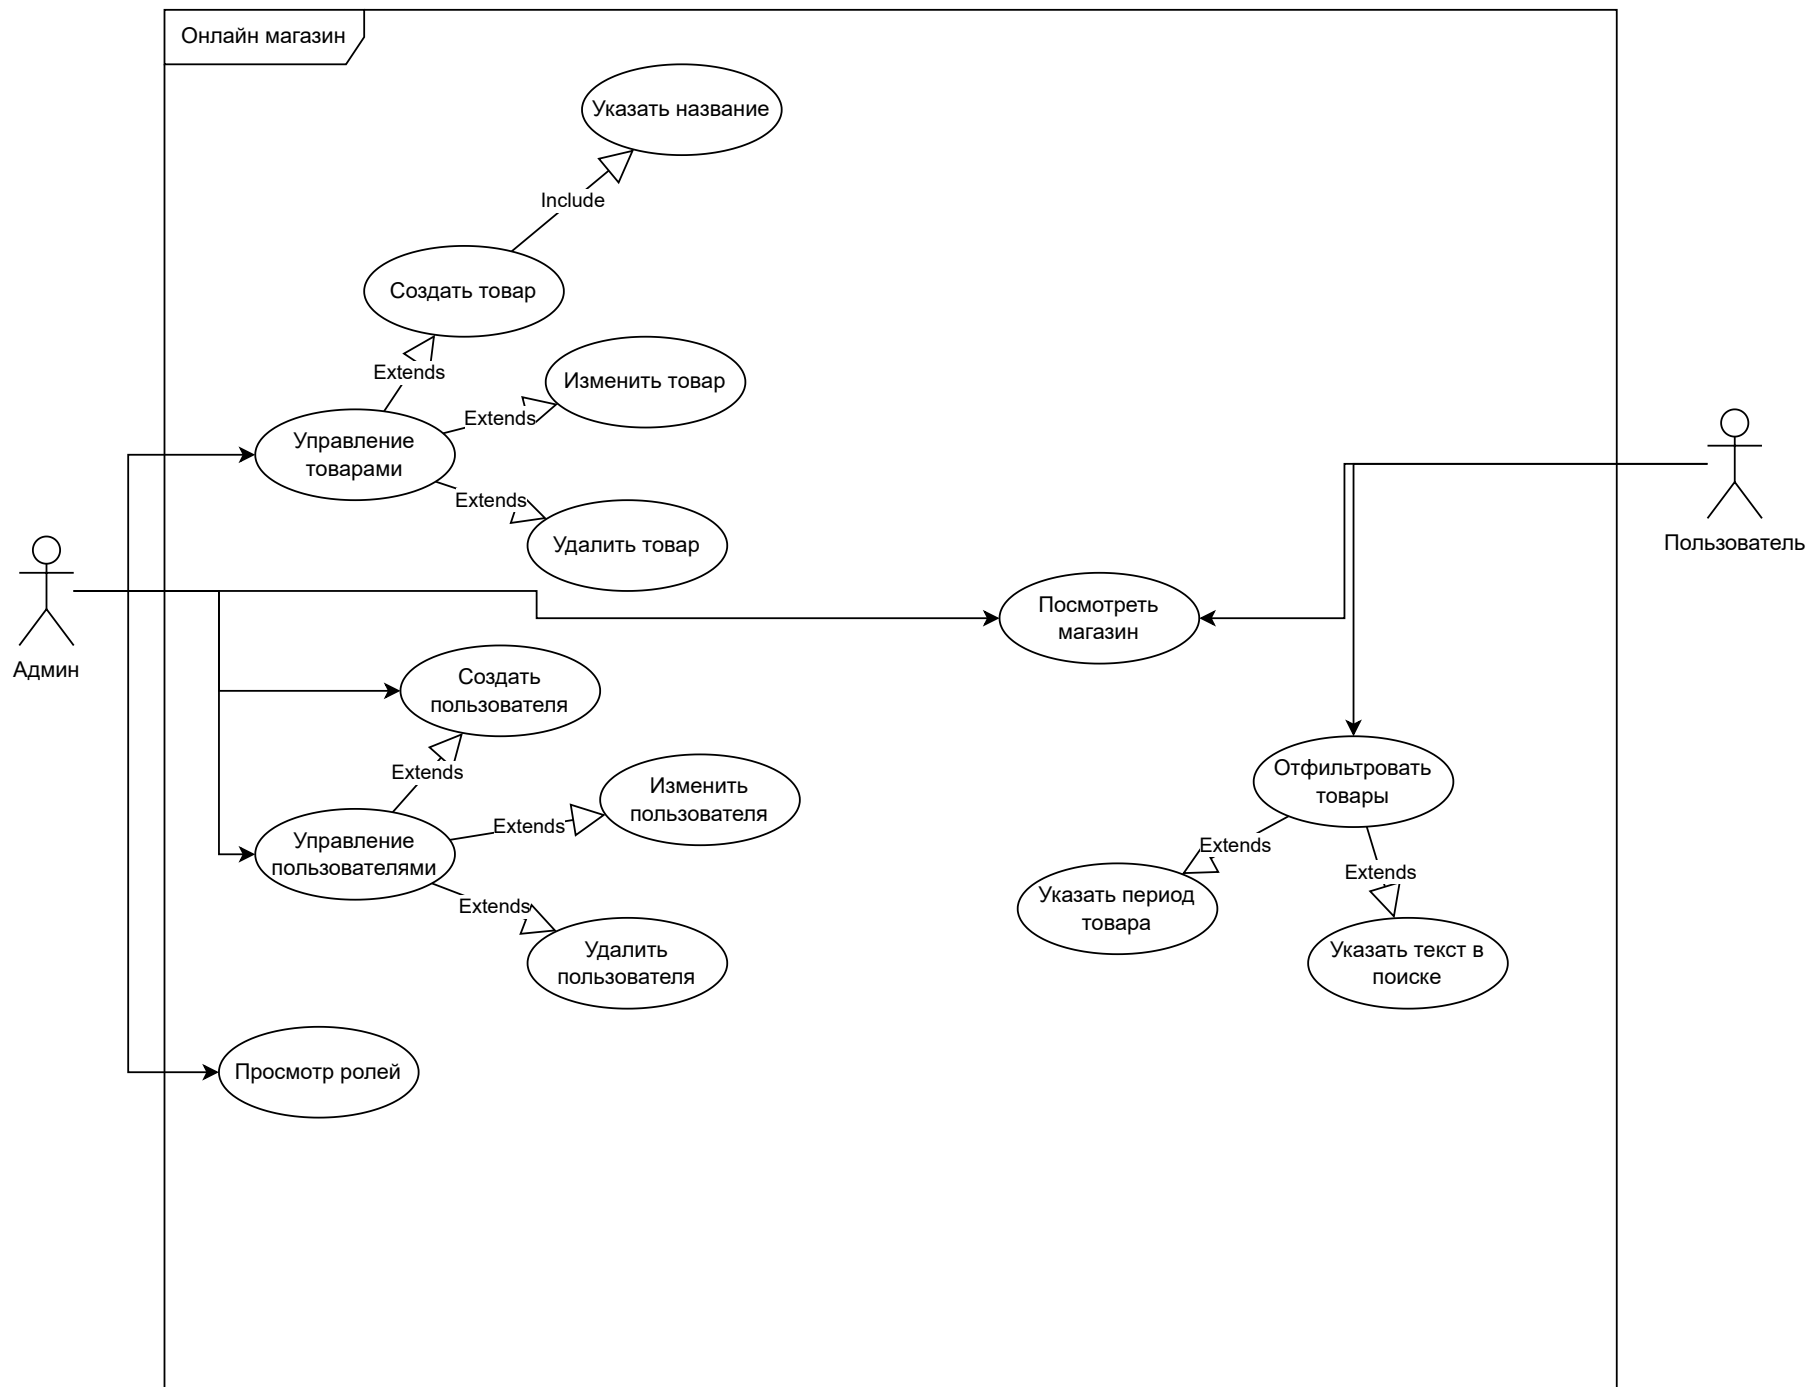 Онлайн магазин
Указать название
Include
Создать товар
Extends
Изменить товар
Extends
Управление
товарами
Extends
Удалить товар
Пользователь
Админ
Посмотреть
магазин
Создать
пользователя
Extends
Изменить
пользователя
Extends
Управление
пользователями
Extends
Удалить
пользователя
Отфильтровать
товары
Extends
Extends
Указать период
товара
Указать текст в
поиске
Просмотр ролей